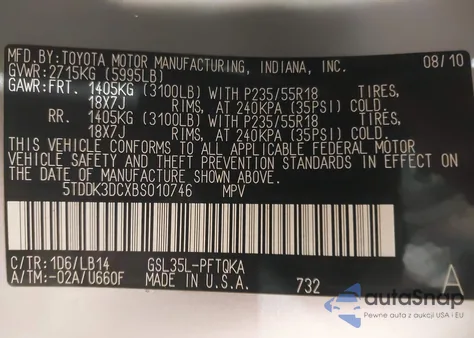 MFD.BY:TOYOTA MOTOR MANUFACTURING, INDIANA, INC. 08/10
GVWR:2715KG (5995LB)
GAWR:FRT. 1405KG (3100LB) WITH P235/55R18 TIRES,
18X7J RIMS, AT 240KPA (35PSI) COLD.
RR. 1405KG (3100LB) WITH P235/55R18 TIRES,
18X7J RIMS, AT 240KPA (35PSI) COLD.
THIS VEHICLE CONFORMS TO ALL APPLICABLE FEDERAL MOTOR
VEHICLE SAFETY AND THEFT PREVENTION STANDARDS IN EFFECT ON
THE DATE OF MANUFACTURE SHOWN ABOVE.
5TDDK3DCXBS010746 MPV
C/TR: 1D6/LB14 GSL35L-PFTQKA A
A/TM:-02A/U660F MADE IN U.S.A. 732
autoSnap
Pewne auta z aukcji USA i EU